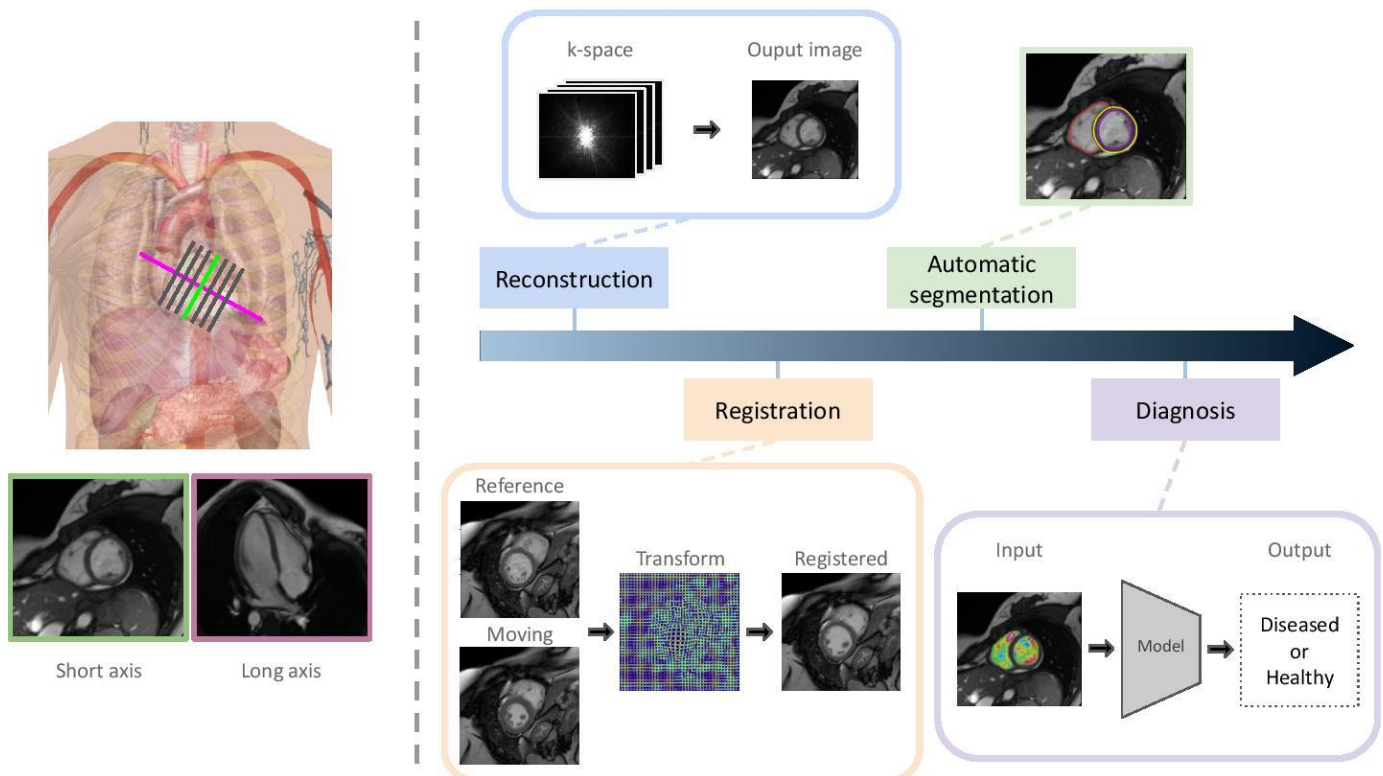 Short axis
Long axis
k-space
Ouput image
Reconstruction
Automatic
segmentation
Registration
Diagnosis
Reference
Moving
Transform
Registered
Input
Model
Output
Diseased
or
Healthy